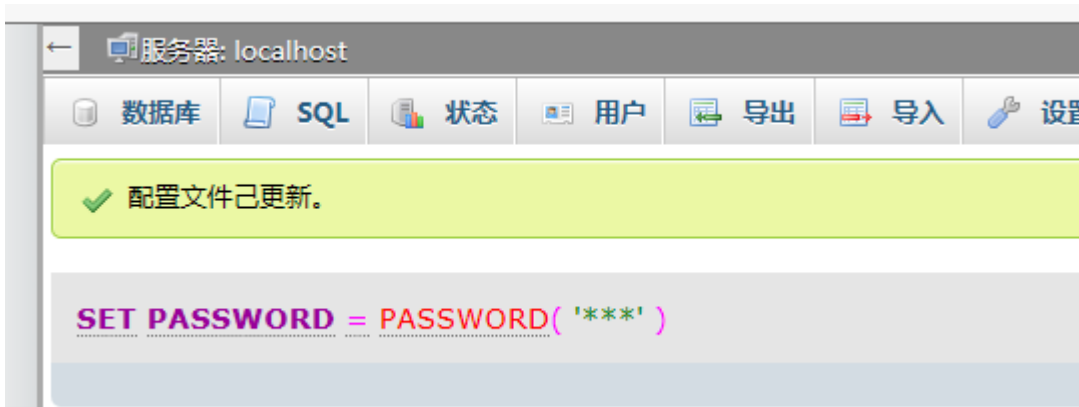 ← 服务器: localhost
数据库 SQL 状态 用户 导出 导入 设置
配置文件已更新。
SET PASSWORD = PASSWORD( '***' )